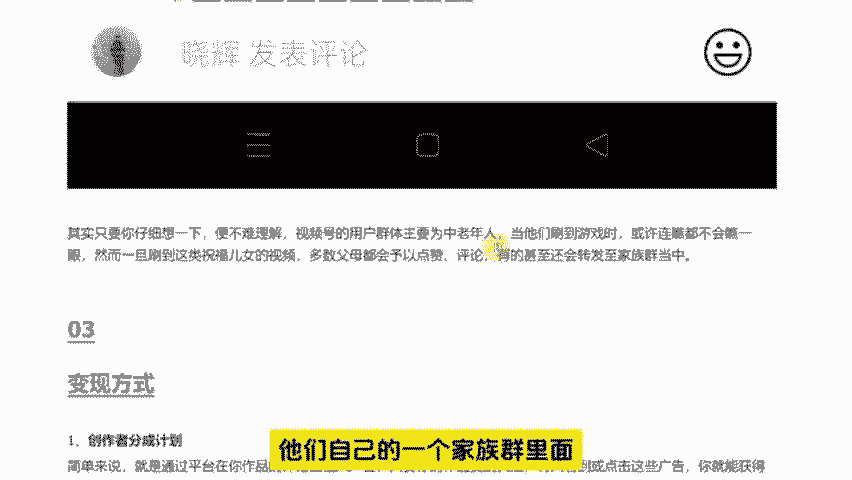 晓辉 发表评论
其实只要你仔细想一下，便不难理解，视频号的用户群体主要为中老年人，当他们刷到游戏时，或许连瞧都不会瞧一
眼，然而一旦刷到这类祝福儿女的视频，多数父母都会予以点赞、评论，有的甚至还会转发至家族群当中。
03
变现方式
1、创作者分成计划
他们自己的一个家族群里面
简单来说，就是通过平台在你作品的 到或点击这些广告，你就能获得